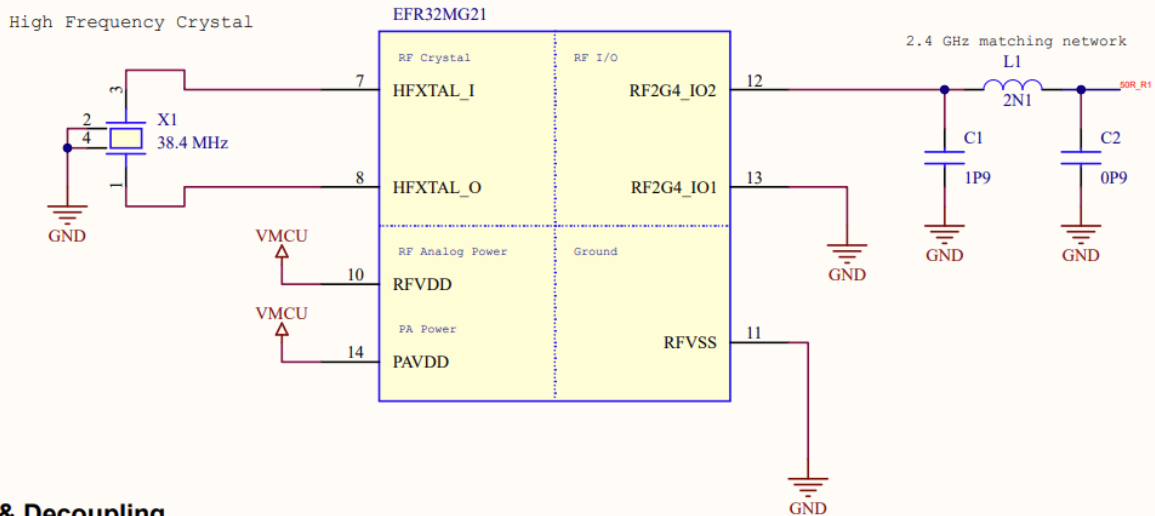 High Frequency Crystal
EFR32MG21
2.4 GHz matching network
RF Crystal
RF I/O
L1
3
7
HFXTAL_I
RF2G4_IO2
12
2N1
50R_R1
2
X1
4
38.4 MHz
C1
C2
1
8
HFXTAL_O
RF2G4_IO1
13
1P9
0P9
GND
VMCU
RF Analog Power
Ground
GND
GND
GND
10
RFVDD
VMCU
PA Power
14
PAVDD
RFVSS
11
GND
& Decoupling